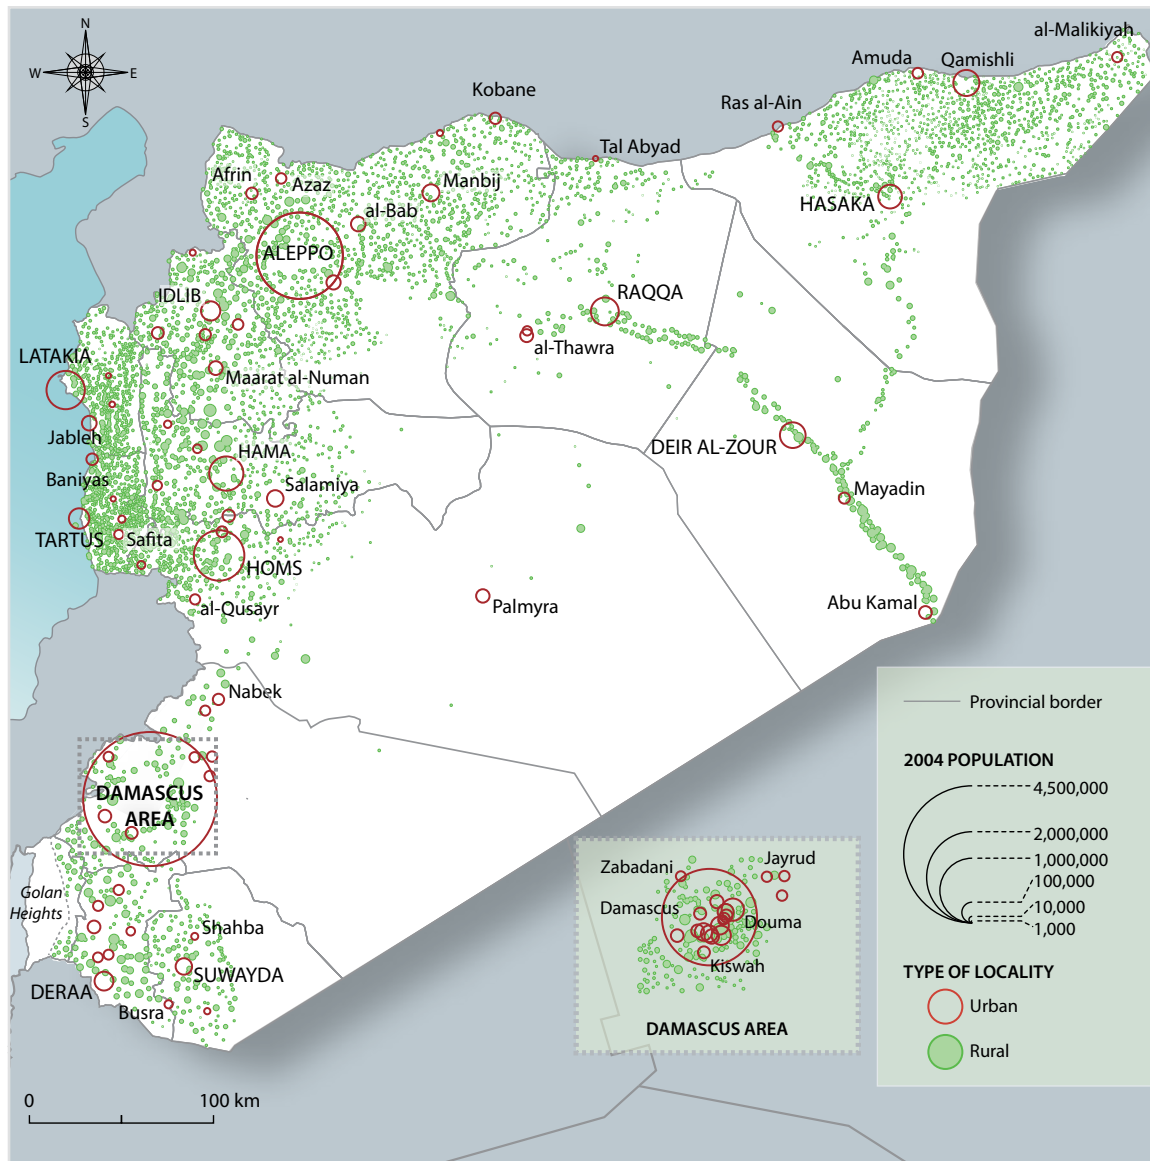 N
W
E
S
al-Malikiyah
Amuda
Qamishli
Kobane
Ras al-Ain
Tal Abyad
Afrin
Azaz
Manbij
HASAKA
al-Bab
ALEPPO
IDLIB
RAQQA
al-Thawra
LATAKIA
Maarat al-Numan
Jableh
DEIR AL-ZOUR
HAMA
Baniyas
Salamiya
Mayadin
TARTUS
Safita
HOMS
al-Qusayr
Palmyra
Abu Kamal
Nabek
DAMASCUS
AREA
Golan
Heights
Shahba
SUWAYDA
DERAA
Busra
0
100 km
Zabadani
Jayrud
Damascus
Douma
Kiswah
DAMASCUS AREA
Provincial border
2004 POPULATION
4,500,000
2,000,000
1,000,000
100,000
10,000
1,000
TYPE OF LOCALITY
Urban
Rural